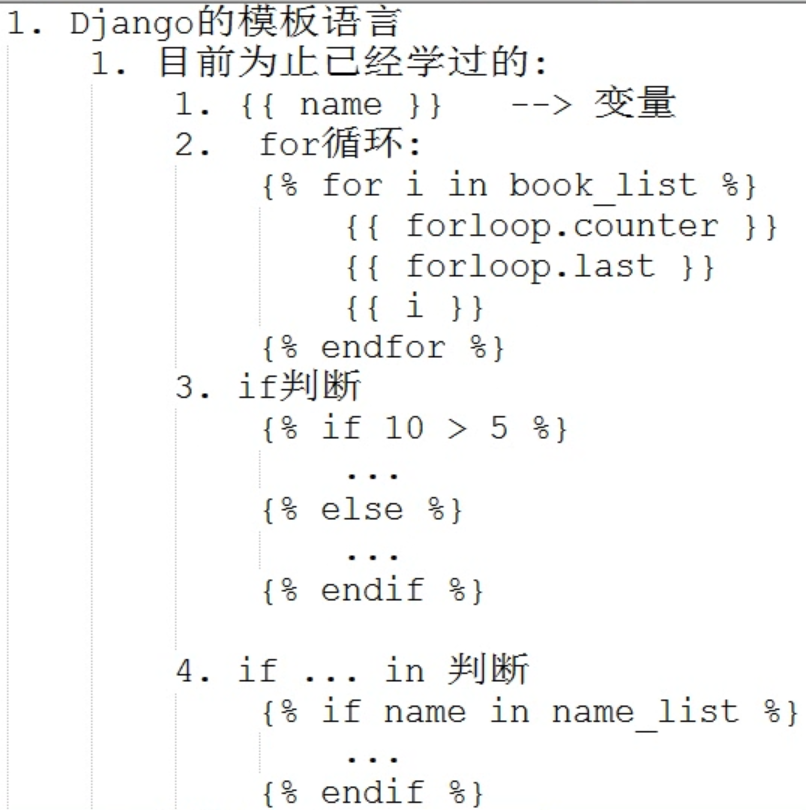 1. Django的模板语言
1. 目前为止已经学过的:
1. {{ name }} --> 变量
2. for循环:
{% for i in book_list %}
{{ forloop.counter }}
{{ forloop.last }}
{{ i }}
{% endfor %}
3. if判断
{% if 10 > 5 %}
...
{% else %}
...
{% endif %}
4. if ... in 判断
{% if name in name_list %}
...
{% endif %}